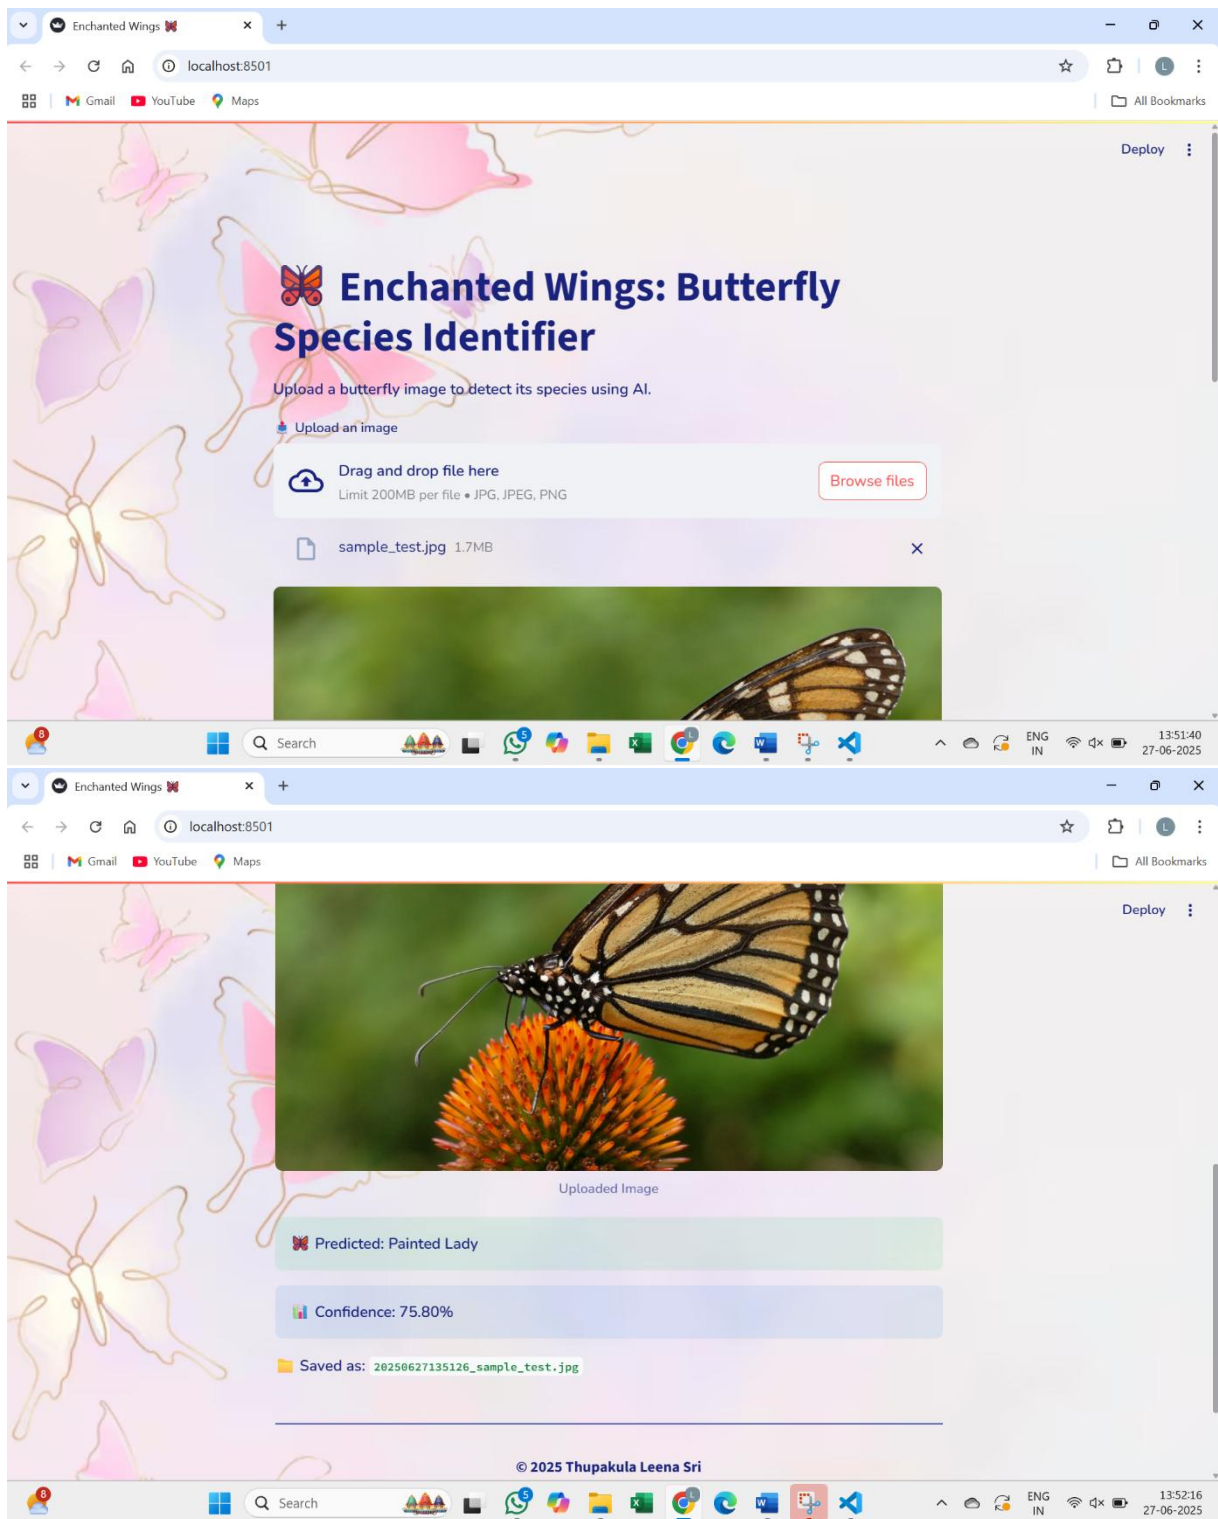 Enchanted Wings
localhost:8501
Gmail YouTube Maps All Bookmarks
Deploy
Enchanted Wings: Butterfly
Species Identifier
Upload a butterfly image to detect its species using AI.
Upload an image
Drag and drop file here
Limit 200MB per file • JPG, JPEG, PNG
Browse files
sample_test.jpg 1.7MB
8
Search
5
L
ENG
IN
13:51:40
27-06-2025
Enchanted Wings
localhost:8501
L
Gmail YouTube Maps All Bookmarks
Deploy
Uploaded Image
Predicted: Painted Lady
Confidence: 75.80%
Saved as: 20250627135126_sample_test.jpg
© 2025 Thupakula Leena Sri
8
Search
5
L
ENG
IN
13:52:16
27-06-2025